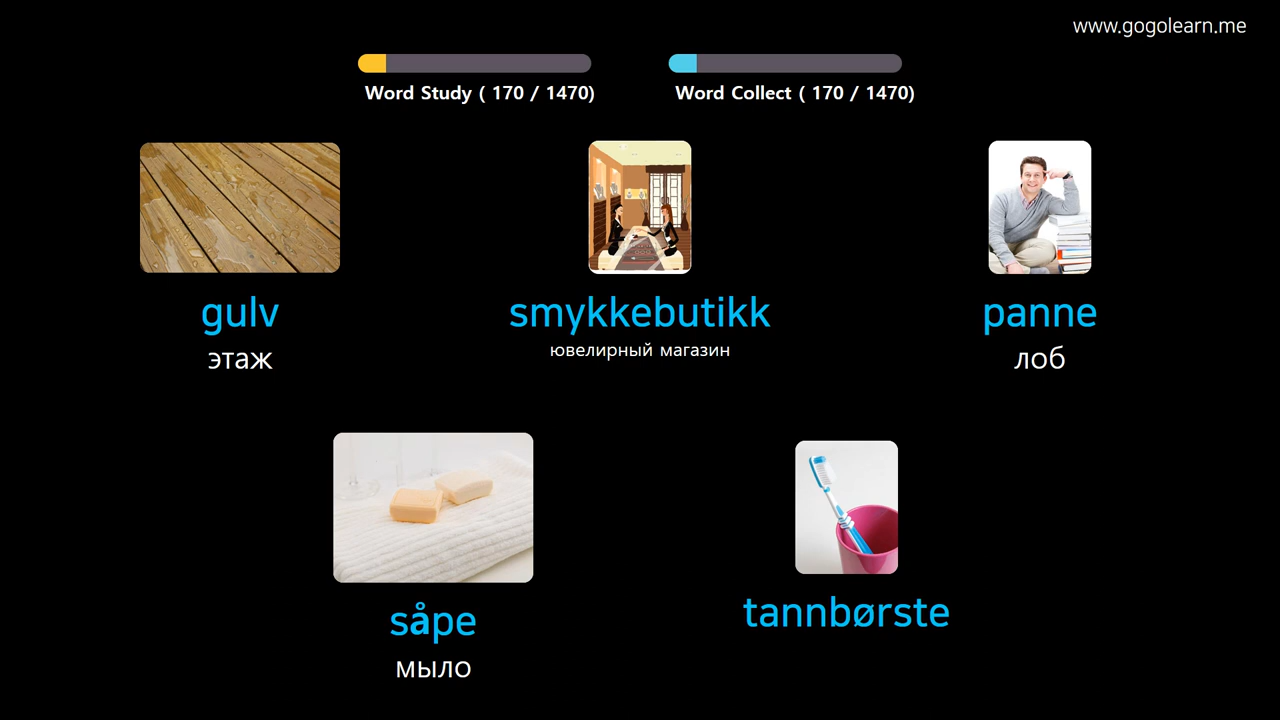 www.gogolearn.me
Word Study ( 170 / 1470)
Word Collect ( 170 / 1470)
gulv
этаж
smykkebutikk
ювелирный магазин
panne
лоб
såpe
мыло
tannbørste